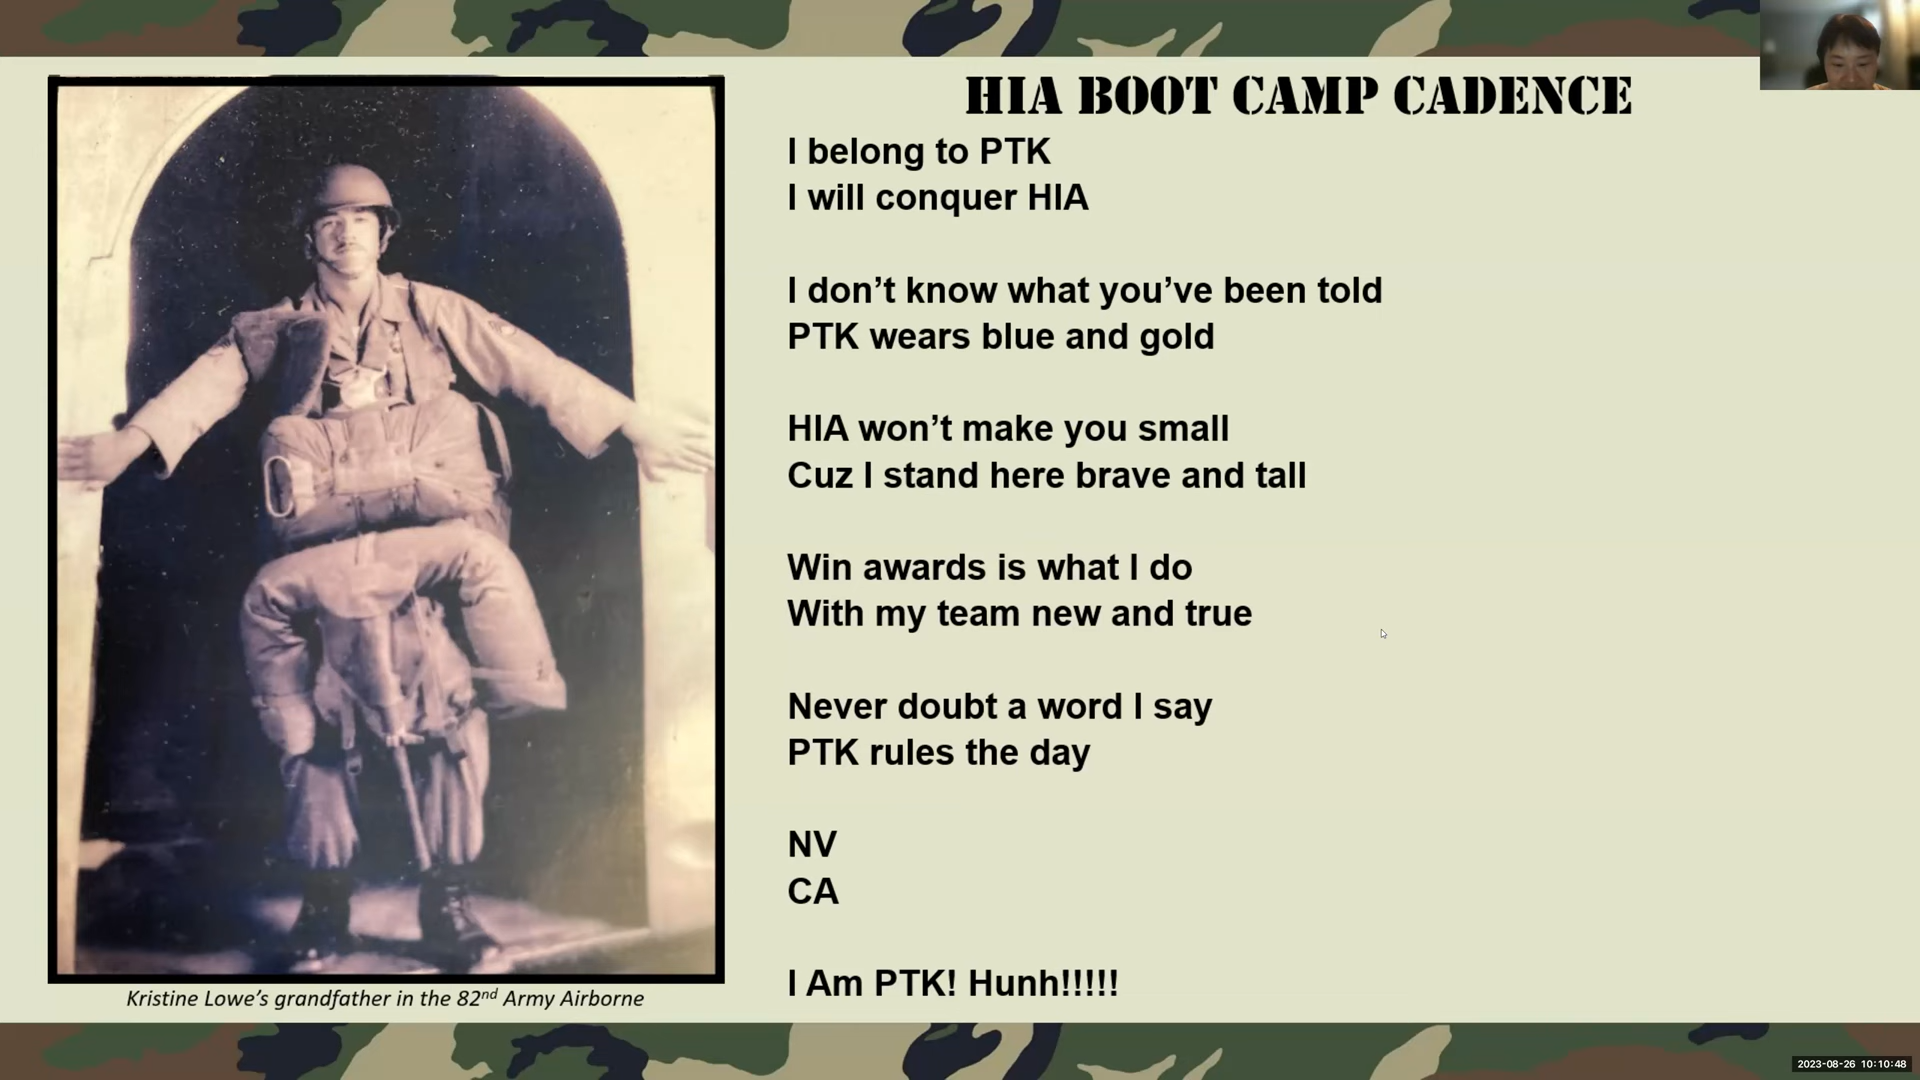 HIA BOOT CAMP CADENCE
I belong to PTK
I will conquer HIA
I don’t know what you’ve been told
PTK wears blue and gold
HIA won’t make you small
Cuz I stand here brave and tall
Win awards is what I do
With my team new and true
Never doubt a word I say
PTK rules the day
NV
CA
I Am PTK! Hunh!!!!!
Kristine Lowe’s grandfather in the 82nd Army Airborne
2023-08-26 10:10:48